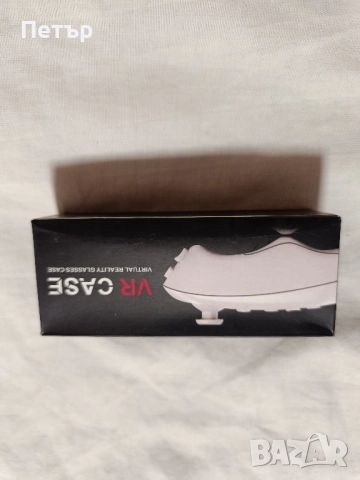 Петър
VR CASE
VIRTUAL REALITY GLASSES CASE
BAZAR